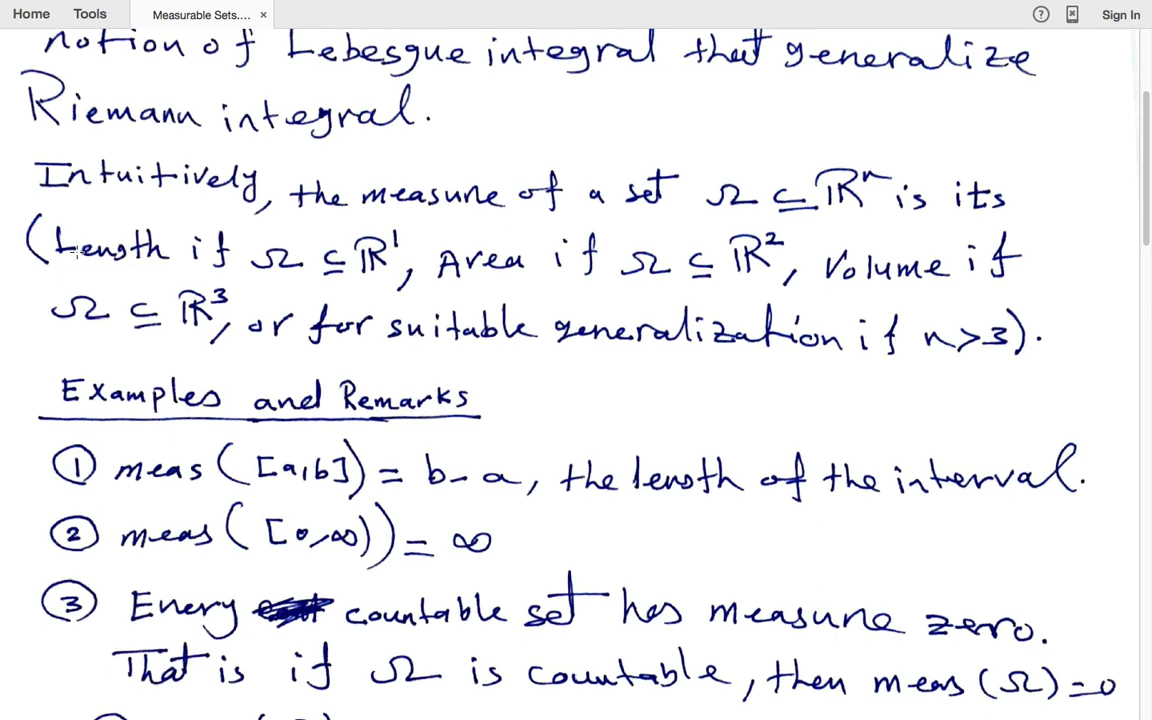 Home Tools Measurable Sets.... × ? Sign In
notion of Lebesgue integral that generalize
Riemann integral.
Intuitively, the measure of a set Ω ⊆ ℝⁿ is its
(Length if Ω ⊆ ℝ¹, Area if Ω ⊆ ℝ², Volume if
Ω ⊆ ℝ³, or for suitable generalization if n>3).
Examples and Remarks
① meas([a,b]) = b-a, the length of the interval.
② meas([0,∞)) = ∞
③ Every countable set has measure zero.
That is if Ω is countable, then meas(Ω)=0